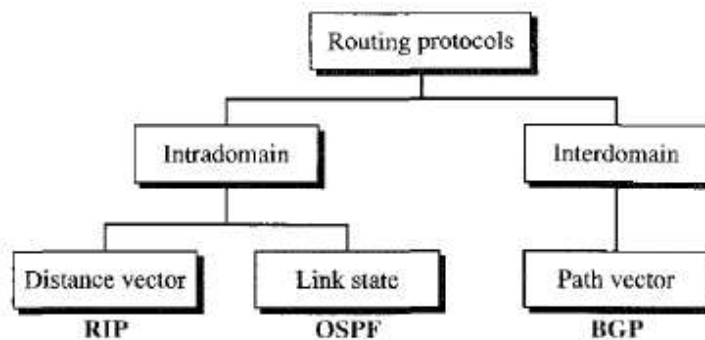 Routing protocols
Intradomain
Interdomain
Distance vector
Link state
Path vector
RIP
OSPF
BGP